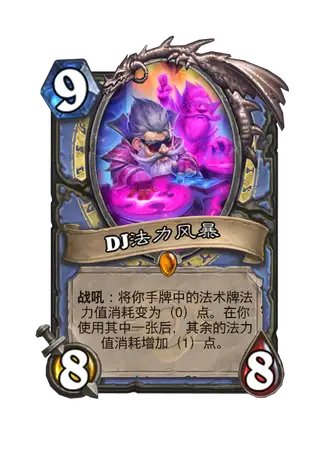 9
DJ法力风暴
战吼：将你手牌中的法术牌法
力值消耗变为（0）点。在你
使用其中一张后，其余的法力
值消耗增加（1）点。
8
8